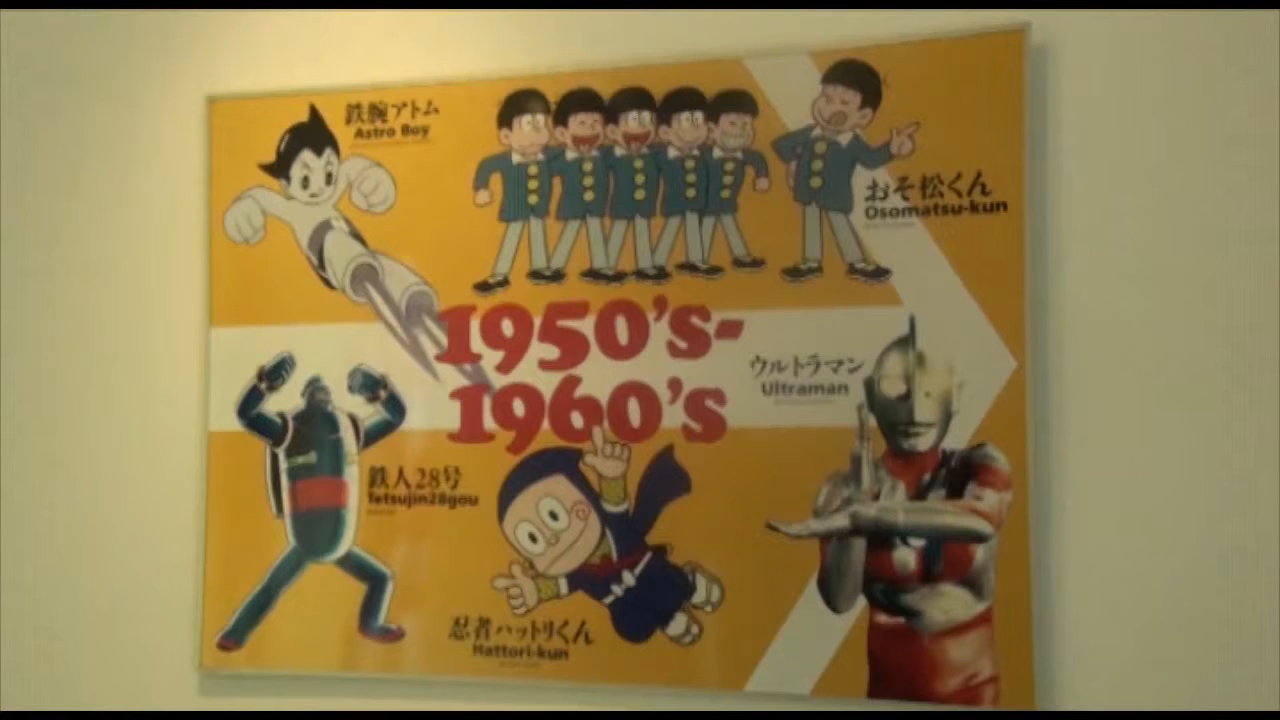 鉄腕アトム
Astro Boy
おそ松くん
Osomatsu-kun
1950's-
1960's
ウルトラマン
Ultraman
鉄人28号
Tetsujin28gou
忍者ハットリくん
Hattori-kun